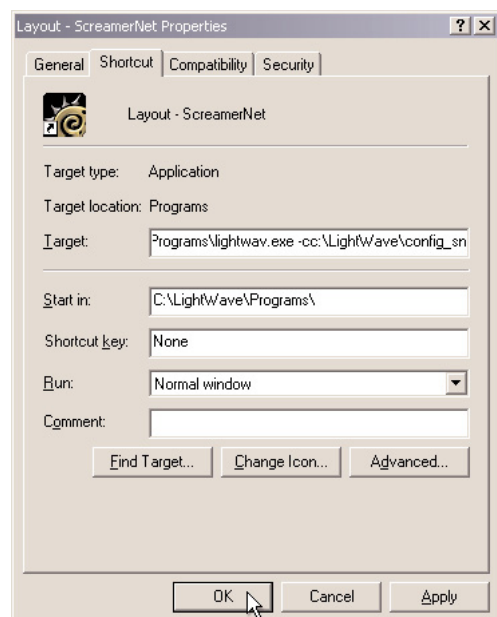 Layout - ScreamerNet Properties ? X
General Shortcut Compatibility Security
Layout - ScreamerNet
Target type: Application
Target location: Programs
Target: Programs\lightwav.exe -cc:\LightWave\config_sn
Start in: C:\LightWave\Programs\
Shortcut key: None
Run: Normal window
Comment:
Find Target... Change Icon... Advanced...
OK Cancel Apply